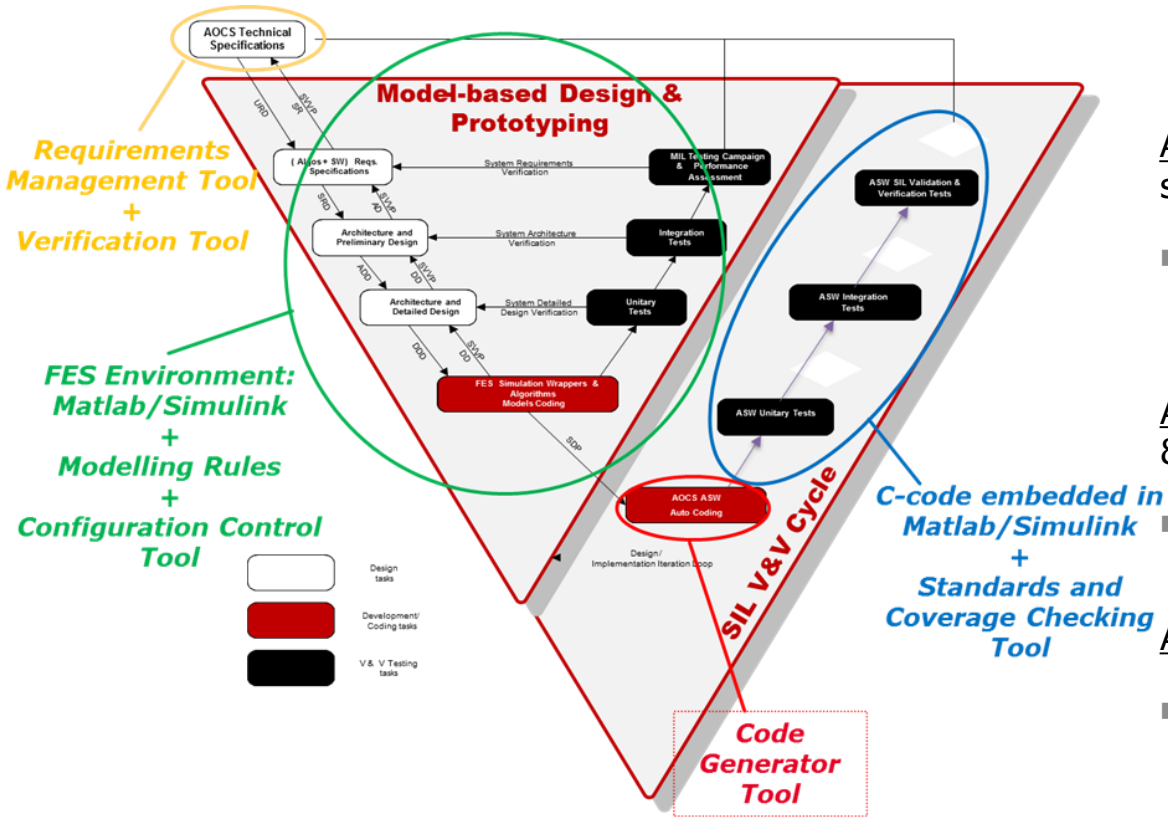 AOCS Technical
Specifications
Model-based Design &
Prototyping
URD
SVVP
SR
Requirements
Management Tool
+
Verification Tool
( Algos+ SW) Reqs.
Specifications
System Requirements
Verification
MIL Testing Campaign
& Performance
Assessment
ASW SIL Validation &
Verification Tests
SRD
SVVP
AD
Architecture and
Preliminary Design
System Architecture
Verification
Integration
Tests
ADD
SVVP
DD
Architecture and
Detailed Design
System Detailed
Design Verification
Unitary
Tests
ASW Integration
Tests
DDD
SVVP
DD
FES Simulation Wrappers &
Algorithms
Models Coding
ASW Unitary Tests
FES Environment:
Matlab/Simulink
+
Modelling Rules
+
Configuration Control
Tool
SDP
AOCS ASW
Auto Coding
SIL V&V Cycle
C-code embedded in
Matlab/Simulink
+
Standards and
Coverage Checking
Tool
Design/
Implementation Iteration Loop
Design
tasks
Development/
Coding tasks
V & V Testing
tasks
Code
Generator
Tool
A
s
A
8
A